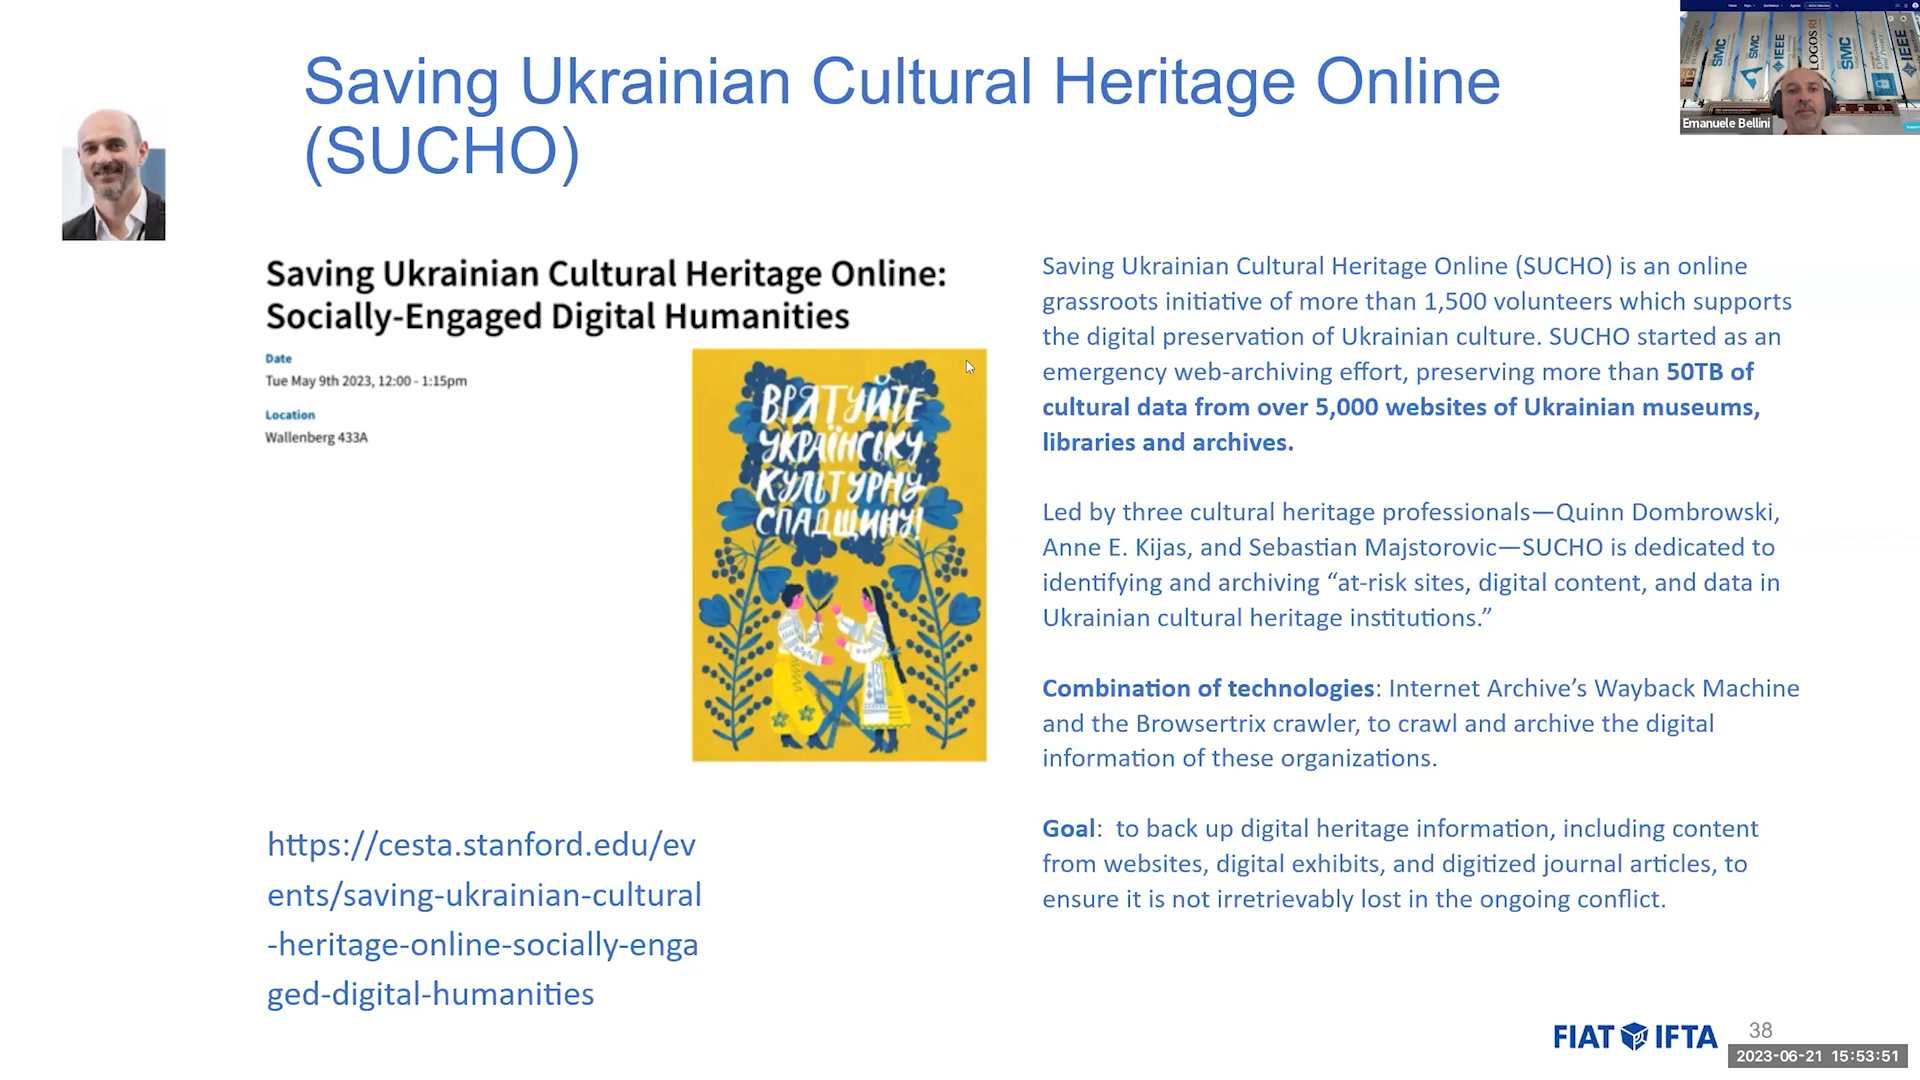 Saving Ukrainian Cultural Heritage Online
(SUCHO)
SMC
SMC
IEEE
LOGOS RI
SMC
IEEE
Emanuele Bellini
Saving Ukrainian Cultural Heritage Online:
Socially-Engaged Digital Humanities
Date
Tue May 9th 2023, 12:00 - 1:15pm
Location
Wallenberg 433A
ВРЯТУЙТЕ
УКРАЇНСЬКУ
КУЛЬТУРНУ
СПАДЩИНУ!
https://cesta.stanford.edu/ev
ents/saving-ukrainian-cultural
-heritage-online-socially-enga
ged-digital-humanities
Saving Ukrainian Cultural Heritage Online (SUCHO) is an online
grassroots initiative of more than 1,500 volunteers which supports
the digital preservation of Ukrainian culture. SUCHO started as an
emergency web-archiving effort, preserving more than 50TB of
cultural data from over 5,000 websites of Ukrainian museums,
libraries and archives.
Led by three cultural heritage professionals—Quinn Dombrowski,
Anne E. Kijas, and Sebastian Majstorovic—SUCHO is dedicated to
identifying and archiving “at-risk sites, digital content, and data in
Ukrainian cultural heritage institutions.”
Combination of technologies: Internet Archive’s Wayback Machine
and the Browsertrix crawler, to crawl and archive the digital
information of these organizations.
Goal:  to back up digital heritage information, including content
from websites, digital exhibits, and digitized journal articles, to
ensure it is not irretrievably lost in the ongoing conflict.
FIAT IFTA
38
2023-06-21 15:53:51